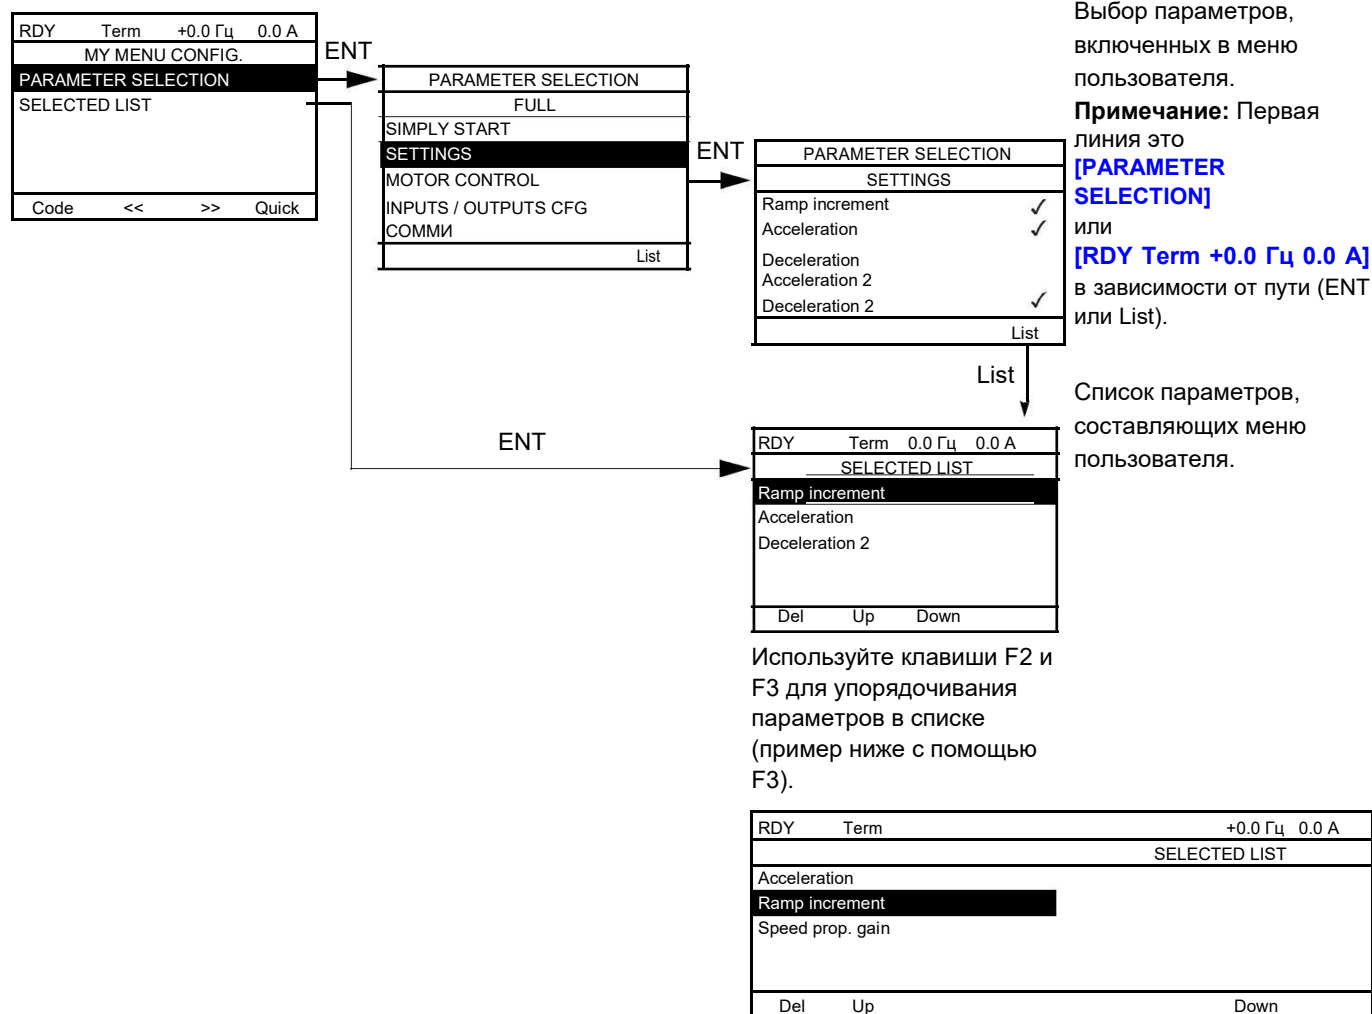 RDY Term +0.0 Гц 0.0 A
MY MENU CONFIG.
PARAMETER SELECTION
SELECTED LIST
Code << >> Quick
ENT
PARAMETER SELECTION
FULL
SIMPLY START
SETTINGS
MOTOR CONTROL
INPUTS / OUTPUTS CFG
COMMИ
List
ENT
PARAMETER SELECTION
SETTINGS
Ramp increment ✓
Acceleration ✓
Deceleration
Acceleration 2
Deceleration 2 ✓
List
Выбор параметров,
включенных в меню
пользователя.
Примечание: Первая
линия это
[PARAMETER
SELECTION]
или
[RDY Term +0.0 Гц 0.0 A]
в зависимости от пути (ENT
или List).
List
ENT
RDY Term 0.0 Гц 0.0 A
SELECTED LIST
Ramp increment
Acceleration
Deceleration 2
Del Up Down
Список параметров,
составляющих меню
пользователя.
Используйте клавиши F2 и
F3 для упорядочивания
параметров в списке
(пример ниже с помощью
F3).
RDY Term +0.0 Гц 0.0 A
SELECTED LIST
Acceleration
Ramp increment
Speed prop. gain
Del Up Down